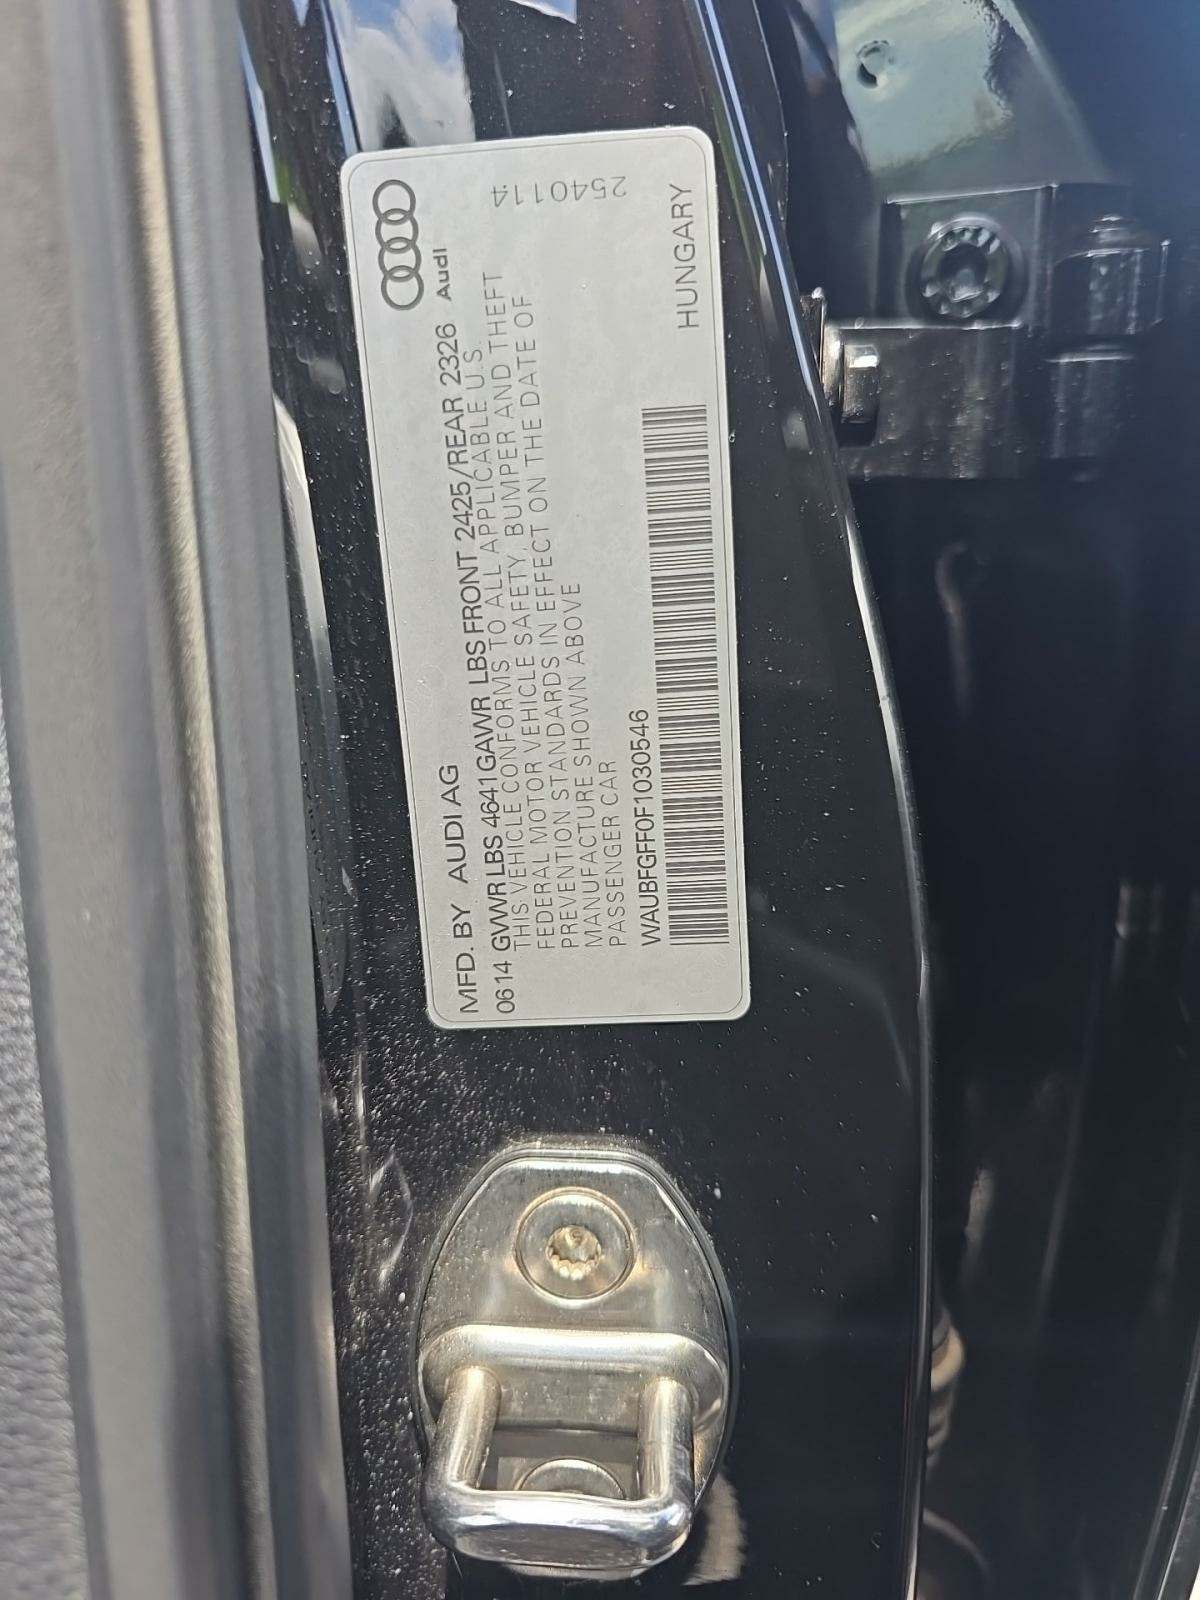 MFD. BY AUDI AG
Audi
0614 GVWR LBS 4641 GAWR LBS FRONT 2425/REAR 2326
THIS VEHICLE CONFORMS TO ALL APPLICABLE U.S
FEDERAL MOTOR VEHICLE SAFETY, BUMPER AND THEFT
PREVENTION STANDARDS IN EFFECT ON THE DATE OF
MANUFACTURE SHOWN ABOVE
PASSENGER CAR
2540114
WAUBFGFF0F1030546
HUNGARY